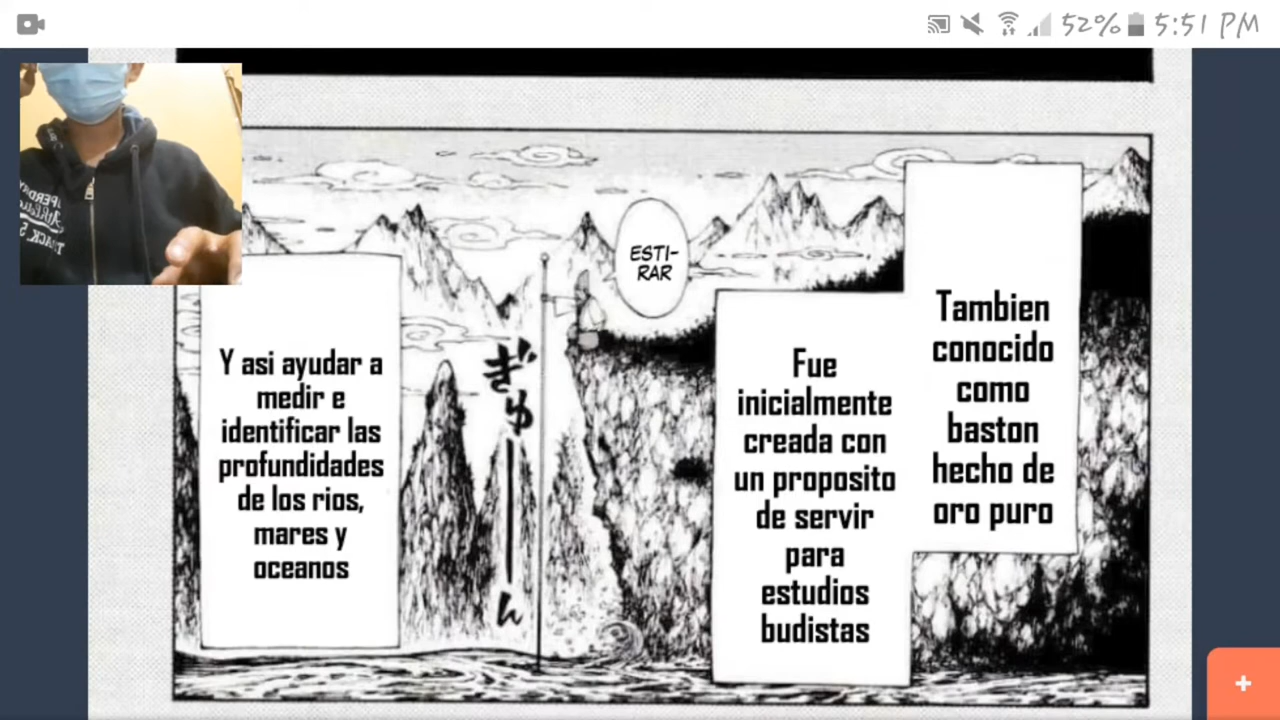 52% 5:51 PM
Tambien
conocido
como
baston
hecho de
oro puro
ESTI-
RAR
Fue
inicialmente
creada con
un proposito
de servir
para
estudios
budistas
ぎゅーーん
Y asi ayudar a
medir e
identificar las
profundidades
de los rios,
mares y
oceanos
+